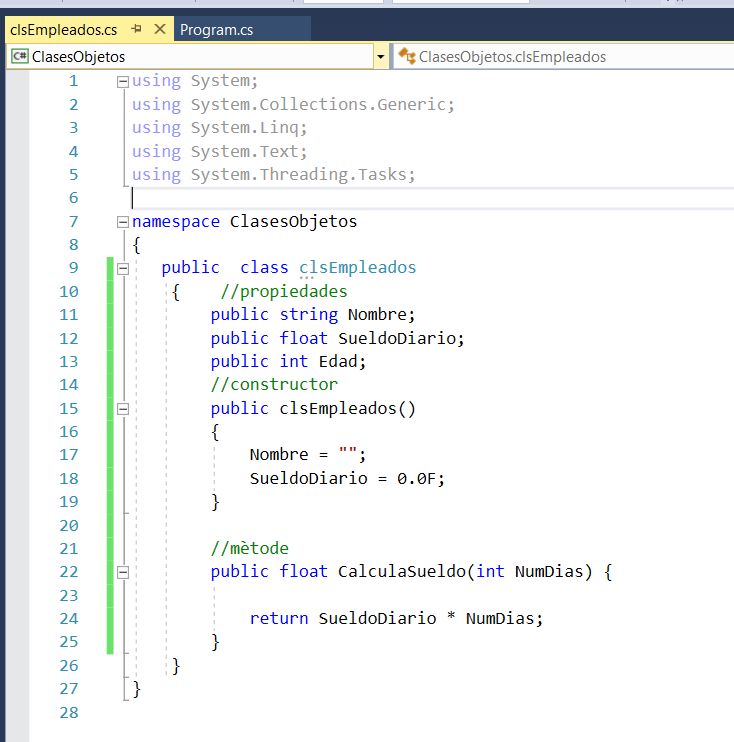 clsEmpleados.cs Program.cs
C# ClasesObjetos ClasesObjetos.clsEmpleados
1 using System;
2 using System.Collections.Generic;
3 using System.Linq;
4 using System.Text;
5 using System.Threading.Tasks;
6
7 namespace ClasesObjetos
8 {
9 public  class clsEmpleados
10 {    //propiedades
11 public string Nombre;
12 public float SueldoDiario;
13 public int Edad;
14 //constructor
15 public clsEmpleados()
16 {
17 Nombre = "";
18 SueldoDiario = 0.0F;
19 }
20
21 //mètode
22 public float CalculaSueldo(int NumDias) {
23
24 return SueldoDiario * NumDias;
25 }
26 }
27 }
28